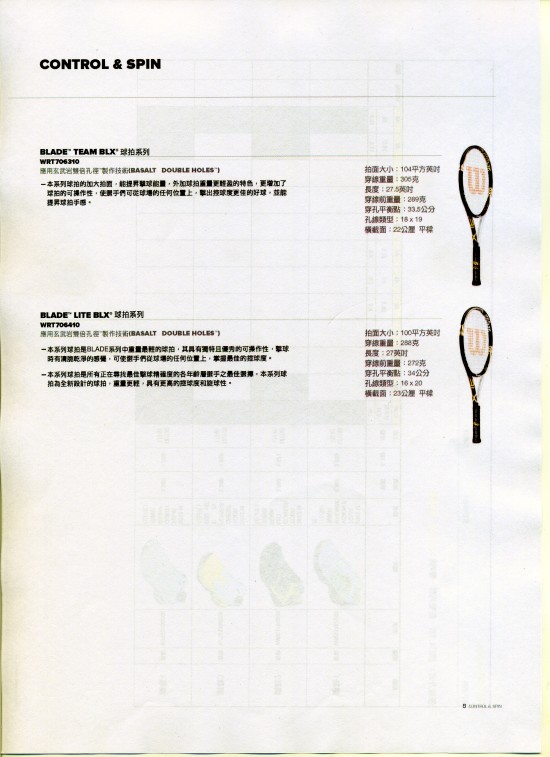 CONTROL & SPIN
BLADE™ TEAM BLX® 球拍系列
WRT706310
應用玄武岩雙倍孔徑™製作技術(BASALT DOUBLE HOLES™)
－本系列球拍的加大拍面，能提昇擊球能量，外加球拍重量更輕盈的特色，更增加了
球拍的可操作性，使選手們可從球場的任何位置上，擊出控球度更佳的好球，並能
提昇球拍手感。
拍面大小：104平方英吋
穿線重量：305克
長度：27.5英吋
穿線前重量：289克
穿孔平衡點：33.5公分
孔線類型：18 x 19
橫截面：22公厘 平樑
BLADE™ LITE BLX® 球拍系列
WRT706410
應用玄武岩雙倍孔徑™製作技術(BASALT DOUBLE HOLES™)
－本系列球拍是BLADE系列中重量最輕的球拍，其具有獨特且優秀的可操作性，擊球
時有清脆乾淨的感覺，可使選手們從球場的任何位置上，掌握最佳的控球度。
－本系列球拍是所有正在尋找最佳擊球精確度的各年齡層選手之最佳選擇。本系列球
拍為全新設計的球拍，重量更輕，具有更高的控球度和旋球性。
拍面大小：100平方英吋
穿線重量：288克
長度：27英吋
穿線前重量：272克
穿孔平衡點：34公分
孔線類型：16 x 20
橫截面：23公厘 平樑
CONTROL & SPIN